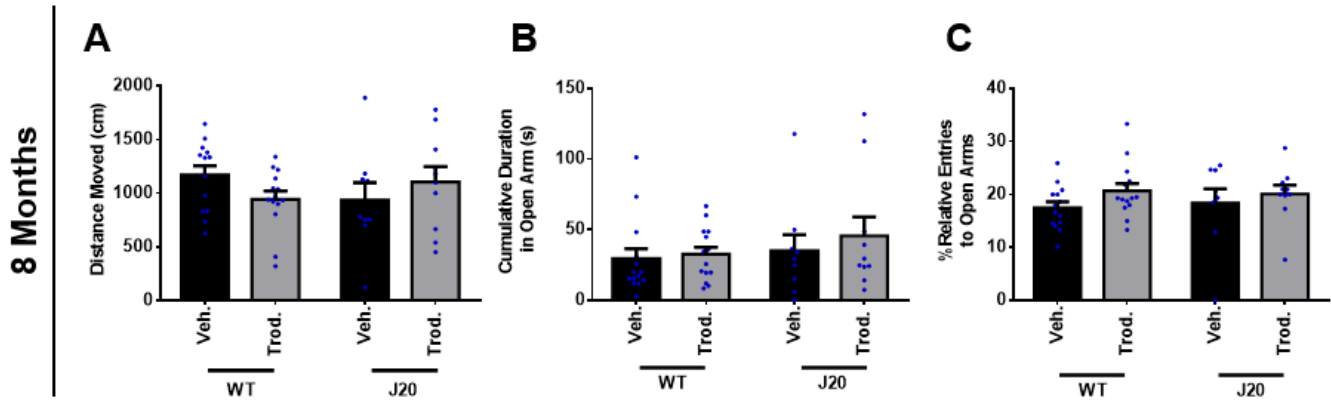 8 Months
A
Distance Moved (cm)
2000
1500
1000
500
0
Veh.
Trod.
Veh.
Trod.
WT
J20
B
Cumulative Duration
in Open Arm (s)
150
100
50
0
Veh.
Trod.
Veh.
Trod.
WT
J20
C
% Relative Entries
to Open Arms
40
30
20
10
0
Veh.
Trod.
Veh.
Trod.
WT
J20